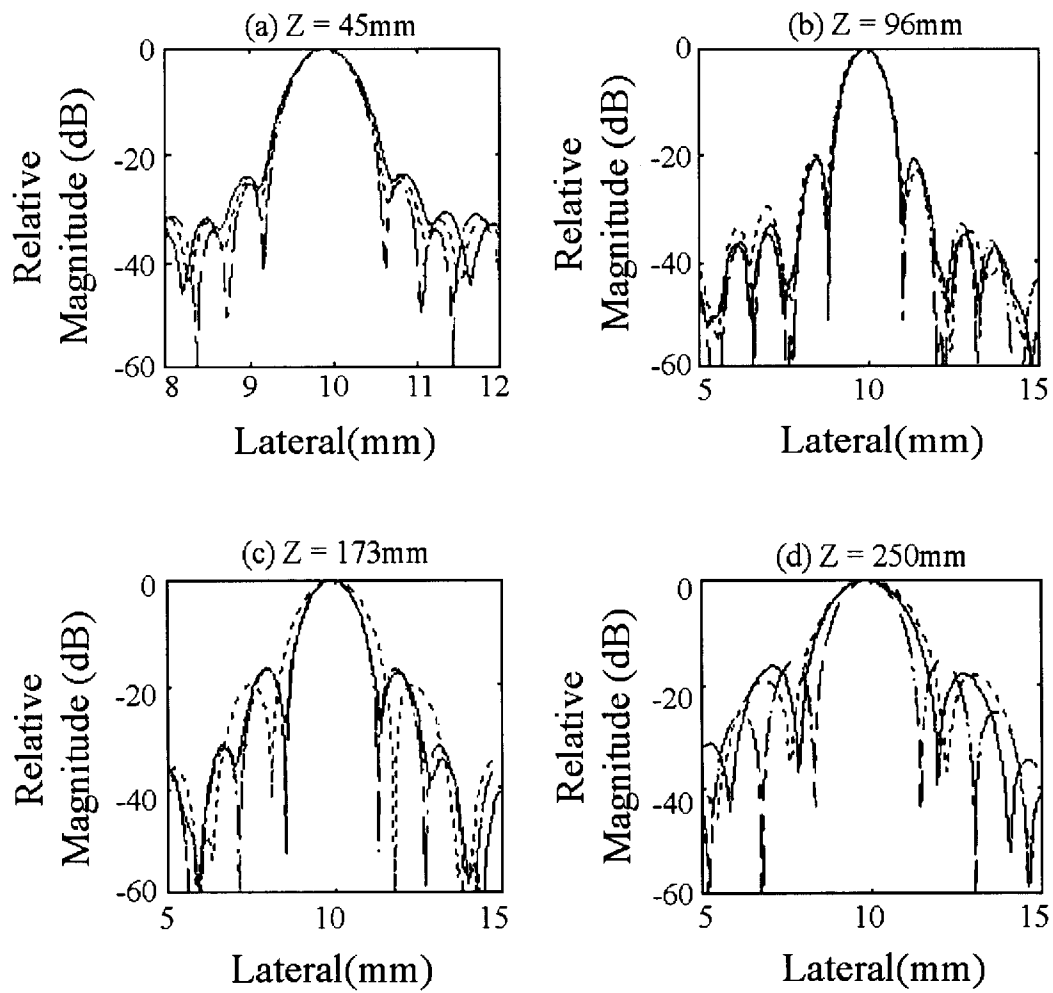 (a) Z = 45mm
0
-20
-40
-60
8 9 10 11 12
Relative
Magnitude (dB)
Lateral(mm)
(b) Z = 96mm
0
-20
-40
-60
5 10 15
Relative
Magnitude (dB)
Lateral(mm)
(c) Z = 173mm
0
-20
-40
-60
5 10 15
Relative
Magnitude (dB)
Lateral(mm)
(d) Z = 250mm
0
-20
-40
-60
5 10 15
Relative
Magnitude (dB)
Lateral(mm)